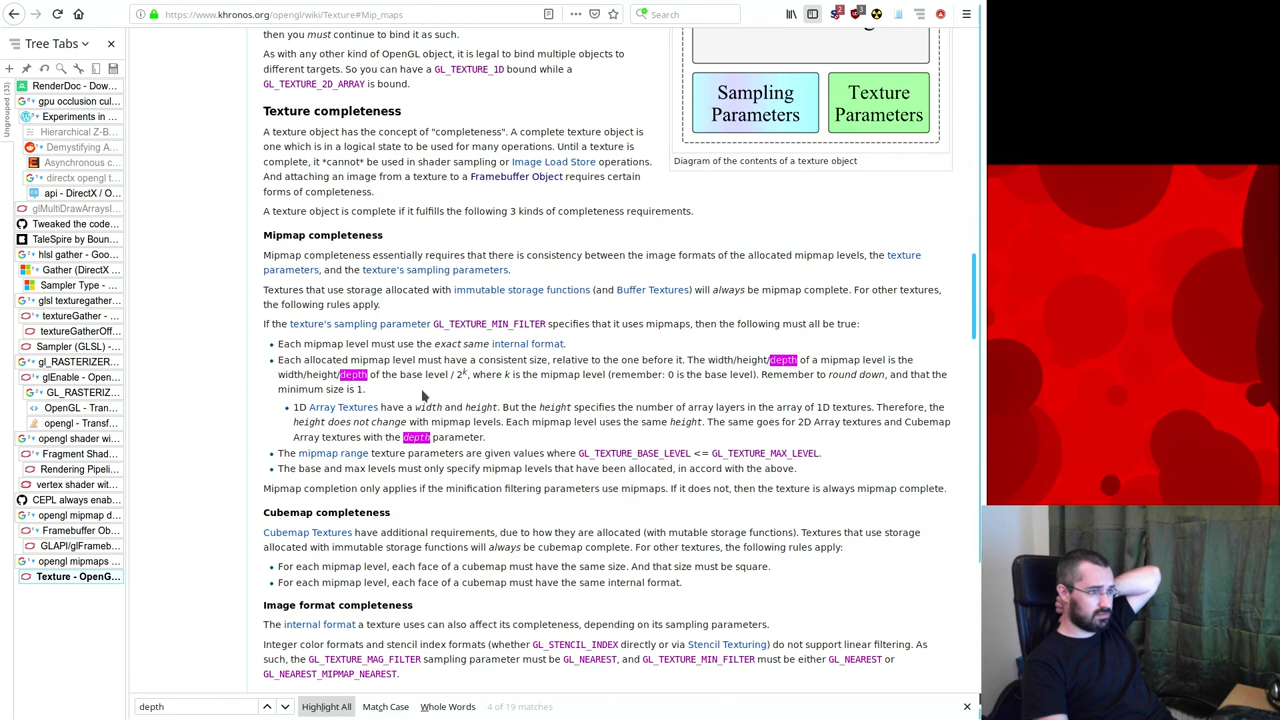 https://www.khronos.org/opengl/wiki/Texture#Mip_maps
Search
Tree Tabs
Ungrouped (33)
RenderDoc - Dow...
gpu occlusion cul...
Experiments in ...
Hierarchical Z-B...
Demystifying A...
Asynchronous c...
directx opengl t...
api - DirectX / O...
glMultiDrawArraysI...
Tweaked the code...
TaleSpire by Boun...
hlsl gather - Goo...
Gather (DirectX ...
Sampler Type - ...
glsl texturegather...
textureGather -...
textureGatherOff...
Sampler (GLSL) ...
gl_RASTERIZER...
glEnable - Open...
GL_RASTERIZ...
OpenGL - Tran...
opengl - Transf...
opengl shader wi...
Fragment Shad...
Rendering Pipeli...
vertex shader wit...
CEPL always enab...
opengl mipmap d...
Framebuffer Ob...
GLAPI/glFrameb...
opengl mipmaps ...
Texture - OpenG...
then you must continue to bind it as such.
As with any other kind of OpenGL object, it is legal to bind multiple objects to
different targets. So you can have a GL_TEXTURE_1D bound while a
GL_TEXTURE_2D_ARRAY is bound.
Texture completeness
A texture object has the concept of "completeness". A complete texture object is
one which is in a logical state to be used for many operations. Until a texture is
complete, it *cannot* be used in shader sampling or Image Load Store operations.
And attaching an image from a texture to a Framebuffer Object requires certain
forms of completeness.
Sampling
Parameters
Texture
Parameters
Diagram of the contents of a texture object
A texture object is complete if it fulfills the following 3 kinds of completeness requirements.
Mipmap completeness
Mipmap completeness essentially requires that there is consistency between the image formats of the allocated mipmap levels, the texture
parameters, and the texture's sampling parameters.
Textures that use storage allocated with immutable storage functions (and Buffer Textures) will always be mipmap complete. For other textures,
the following rules apply.
If the texture's sampling parameter GL_TEXTURE_MIN_FILTER specifies that it uses mipmaps, then the following must all be true:
• Each mipmap level must use the exact same internal format.
• Each allocated mipmap level must have a consistent size, relative to the one before it. The width/height/depth of a mipmap level is the
width/height/depth of the base level / 2k, where k is the mipmap level (remember: 0 is the base level). Remember to round down, and that the
minimum size is 1.
• 1D Array Textures have a width and height. But the height specifies the number of array layers in the array of 1D textures. Therefore, the
height does not change with mipmap levels. Each mipmap level uses the same height. The same goes for 2D Array textures and Cubemap
Array textures with the depth parameter.
• The mipmap range texture parameters are given values where GL_TEXTURE_BASE_LEVEL <= GL_TEXTURE_MAX_LEVEL.
• The base and max levels must only specify mipmap levels that have been allocated, in accord with the above.
Mipmap completion only applies if the minification filtering parameters use mipmaps. If it does not, then the texture is always mipmap complete.
Cubemap completeness
Cubemap Textures have additional requirements, due to how they are allocated (with mutable storage functions). Textures that use storage
allocated with immutable storage functions will always be cubemap complete. For other textures, the following rules apply:
• For each mipmap level, each face of a cubemap must have the same size. And that size must be square.
• For each mipmap level, each face of a cubemap must have the same internal format.
Image format completeness
The internal format a texture uses can also affect its completeness, depending on its sampling parameters.
Integer color formats and stencil index formats (whether GL_STENCIL_INDEX directly or via Stencil Texturing) do not support linear filtering. As
such, the GL_TEXTURE_MAG_FILTER sampling parameter must be GL_NEAREST, and GL_TEXTURE_MIN_FILTER must be either GL_NEAREST or
GL_NEAREST_MIPMAP_NEAREST.
depth
Highlight All
Match Case
Whole Words
4 of 19 matches